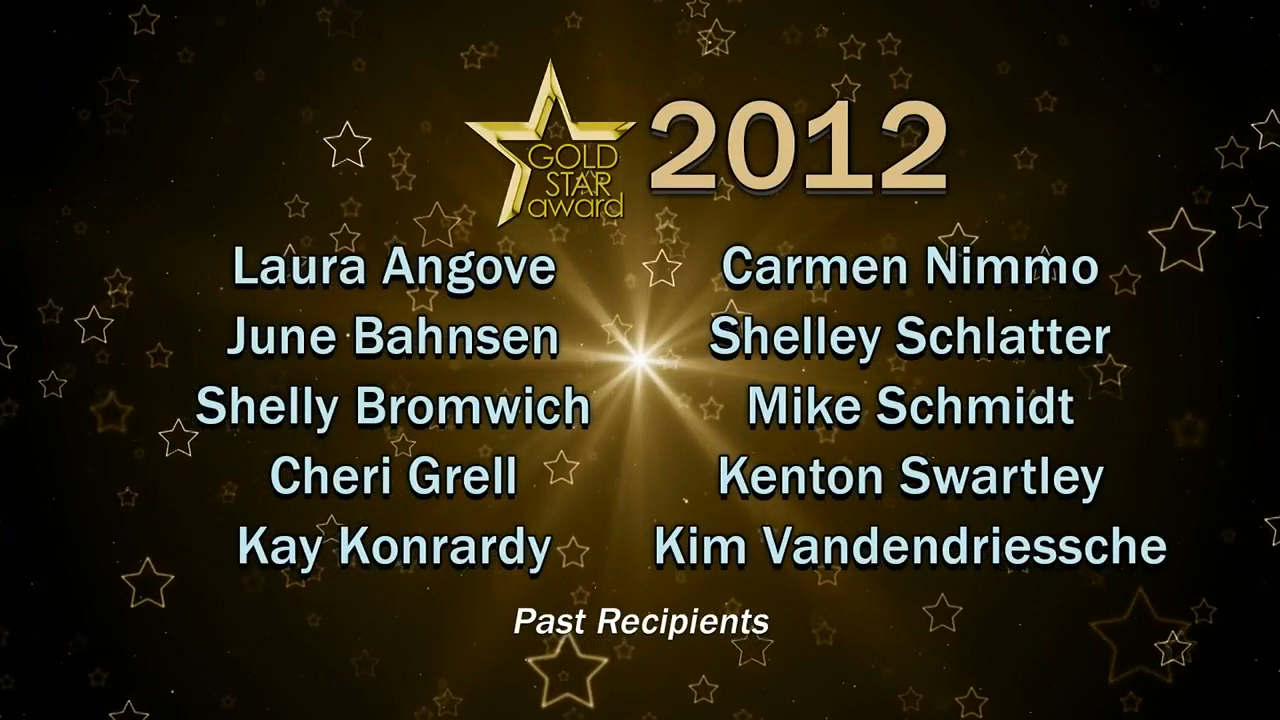 GOLD
STAR
award
2012
Laura Angove
June Bahnsen
Shelly Bromwich
Cheri Grell
Kay Konrardy
Carmen Nimmo
Shelley Schlatter
Mike Schmidt
Kenton Swartley
Kim Vandendriessche
Past Recipients